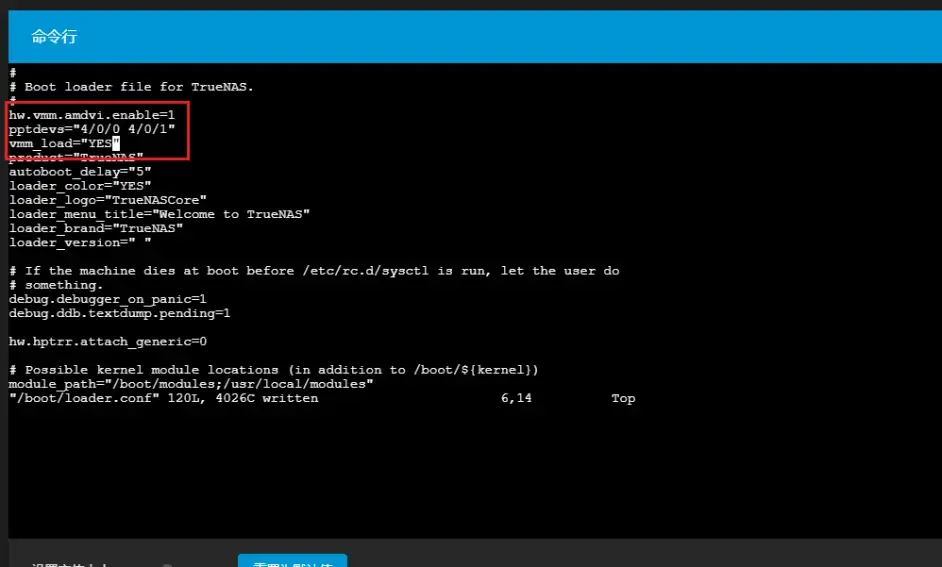 命令行
#
# Boot loader file for TrueNAS.
#
hw.vmm.amdvi.enable=1
pptdevs="4/0/0 4/0/1"
vmm_load="YES"
product="TrueNAS"
autoboot_delay="5"
loader_color="YES"
loader_logo="TrueNASCore"
loader_menu_title="Welcome to TrueNAS"
loader_brand="TrueNAS"
loader_version=" "
# If the machine dies at boot before /etc/rc.d/sysctl is run, let the user do
# something.
debug.debugger_on_panic=1
debug.ddb.textdump.pending=1
hw.hptrr.attach_generic=0
# Possible kernel module locations (in addition to /boot/${kernel})
module_path="/boot/modules;/usr/local/modules"
"/boot/loader.conf" 120L, 4026C written 6,14 Top